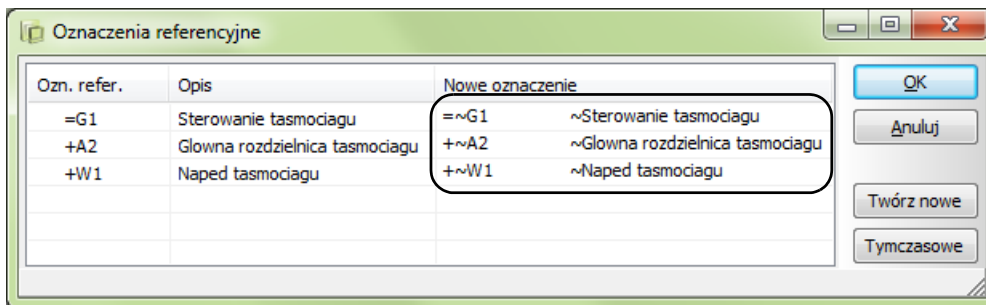 Oznaczenia referencyjne
Ozn. refer. Opis Nowe oznaczenie
=G1 Sterowanie tasmociagu =~G1 ~Sterowanie tasmociagu
+A2 Glowna rozdzielnica tasmociagu +~A2 ~Glowna rozdzielnica tasmociagu
+W1 Naped tasmociagu +~W1 ~Naped tasmociagu
OK
Anuluj
Twórz nowe
Tymczasowe